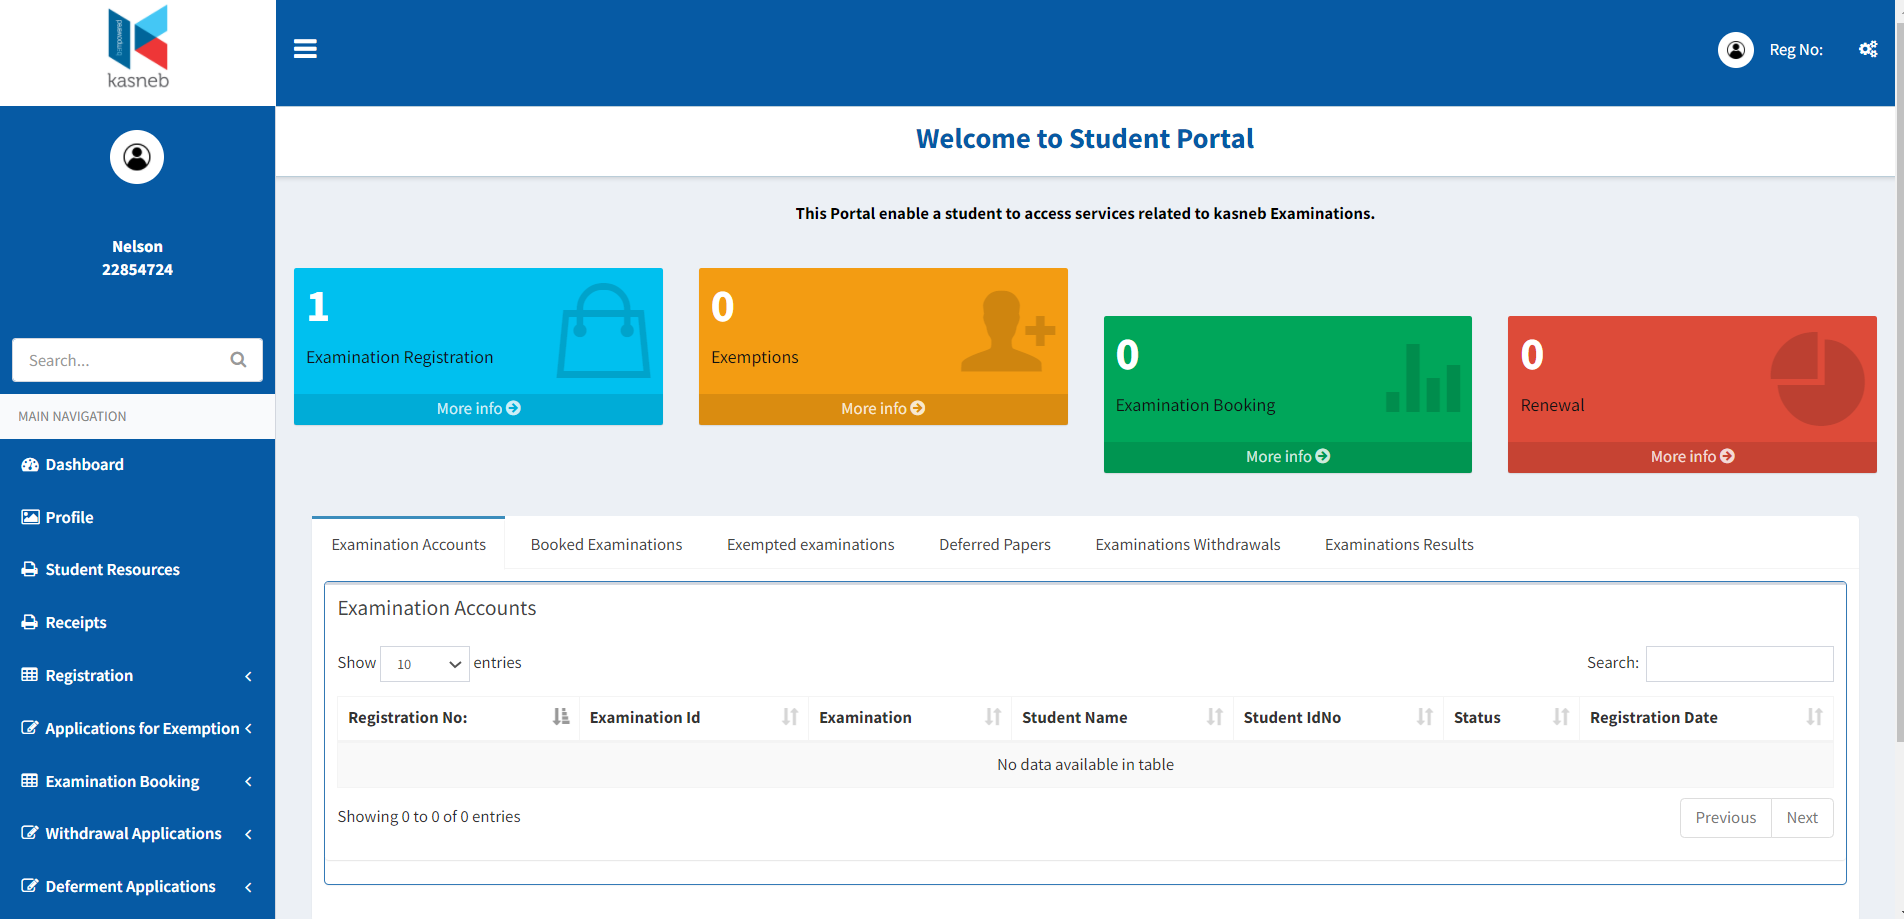 Empowered
kasneb
Reg No:
Nelson
22854724
Search...
MAIN NAVIGATION
Dashboard
Profile
Student Resources
Receipts
Registration
Applications for Exemption
Examination Booking
Withdrawal Applications
Deferment Applications
Welcome to Student Portal
This Portal enable a student to access services related to kasneb Examinations.
1
Examination Registration
More info
0
Exemptions
More info
0
Examination Booking
More info
0
Renewal
More info
Examination Accounts Booked Examinations Exempted examinations Deferred Papers Examinations Withdrawals Examinations Results
Examination Accounts
Show 10 entries Search:
Registration No: Examination Id Examination Student Name Student IdNo Status Registration Date
No data available in table
Showing 0 to 0 of 0 entries Previous Next